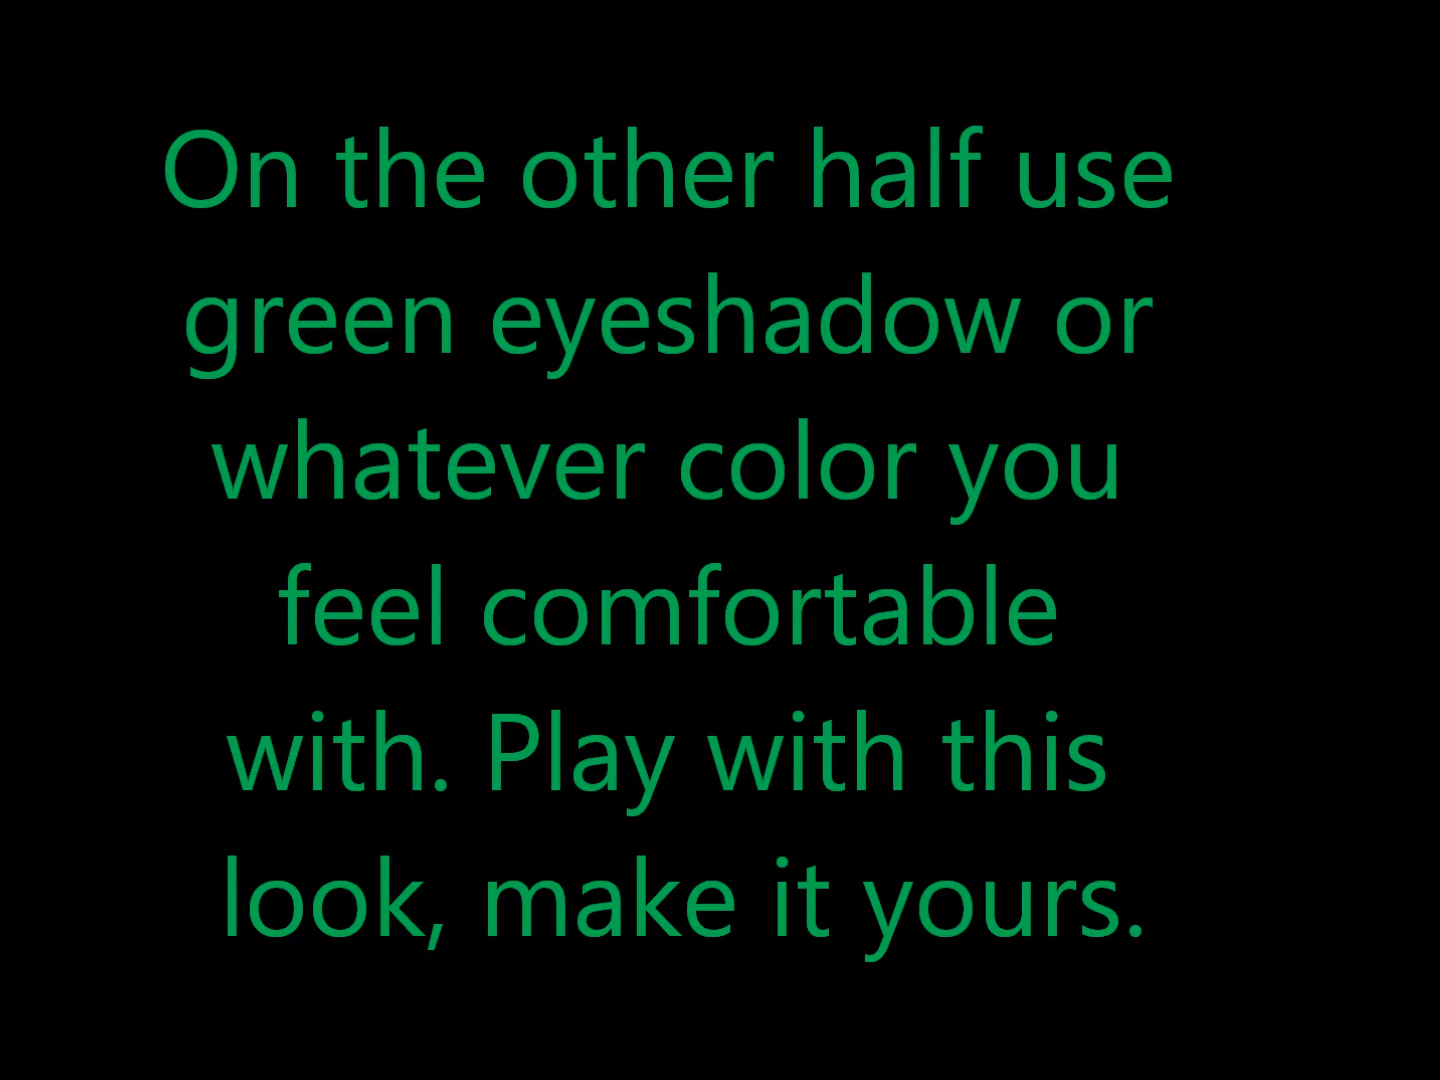 On the other half use
green eyeshadow or
whatever color you
feel comfortable
with. Play with this
look, make it yours.